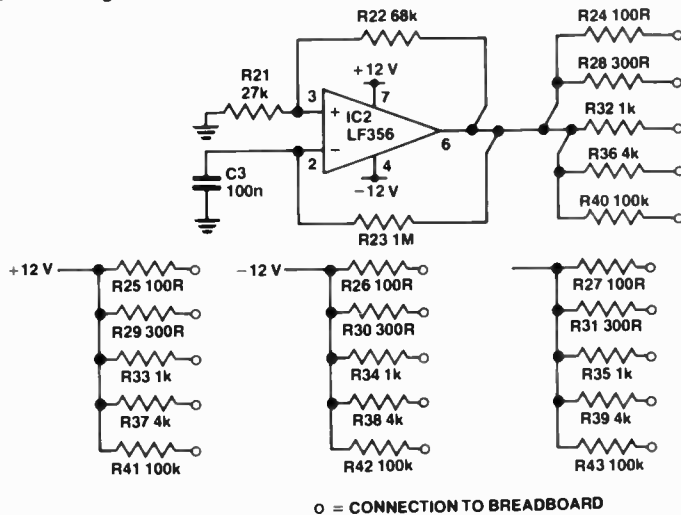 R22 68k
R24 100R
R21
27k
+12 V
3
7
+
IC2
LF356
−
2
6
4
−12 V
C3
100n
R23 1M
R28 300R
R32 1k
R36 4k
R40 100k
+12 V
R25 100R
R29 300R
R33 1k
R37 4k
R41 100k
−12 V
R26 100R
R30 300R
R34 1k
R38 4k
R42 100k
R27 100R
R31 300R
R35 1k
R39 4k
R43 100k
o = CONNECTION TO BREADBOARD